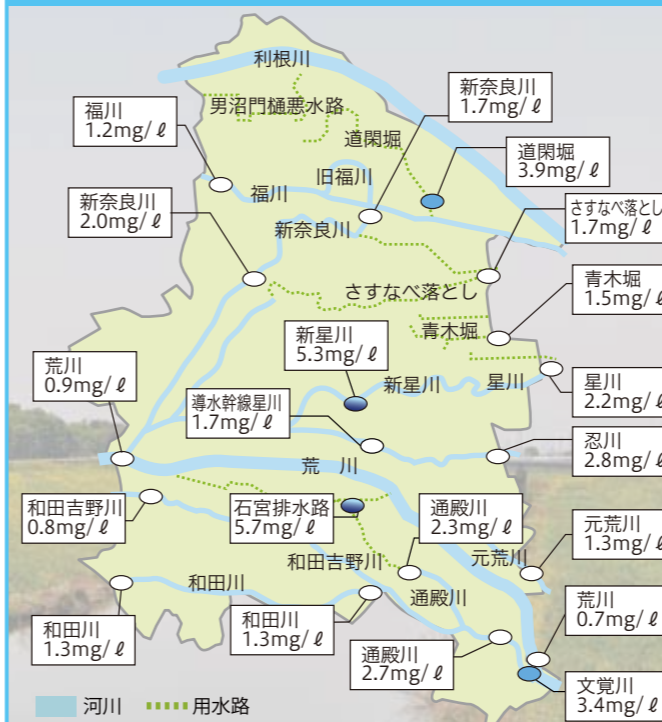 利根川
男沼門樋悪水路
新奈良川
1.7mg/ℓ
福川
1.2mg/ℓ
道閑堀
道閑堀
3.9mg/ℓ
旧福川
福川
新奈良川
2.0mg/ℓ
新奈良川
さすなべ落とし
1.7mg/ℓ
さすなべ落とし
青木堀
1.5mg/ℓ
青木堀
新星川
5.3mg/ℓ
荒川
0.9mg/ℓ
新星川
星川
星川
2.2mg/ℓ
導水幹線星川
1.7mg/ℓ
忍川
2.8mg/ℓ
荒 川
和田吉野川
0.8mg/ℓ
石宮排水路
5.7mg/ℓ
通殿川
2.3mg/ℓ
元荒川
1.3mg/ℓ
和田吉野川
元荒川
和田川
通殿川
和田川
1.3mg/ℓ
和田川
1.3mg/ℓ
荒川
0.7mg/ℓ
通殿川
2.7mg/ℓ
文覚川
3.4mg/ℓ
河川
用水路